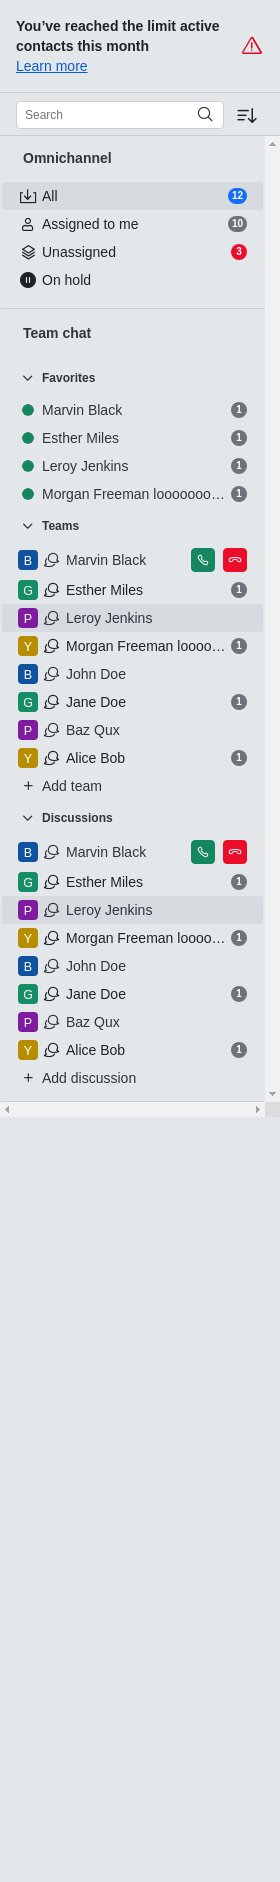 You’ve reached the limit active
contacts this month
Learn more
Search
Omnichannel
All 12
Assigned to me 10
Unassigned 3
On hold
Team chat
Favorites
Marvin Black 1
Esther Miles 1
Leroy Jenkins 1
Morgan Freeman looooooo… 1
Teams
B Marvin Black
G Esther Miles 1
P Leroy Jenkins
Y Morgan Freeman loooo… 1
B John Doe
G Jane Doe 1
P Baz Qux
Y Alice Bob 1
+ Add team
Discussions
B Marvin Black
G Esther Miles 1
P Leroy Jenkins
Y Morgan Freeman loooo… 1
B John Doe
G Jane Doe 1
P Baz Qux
Y Alice Bob 1
+ Add discussion